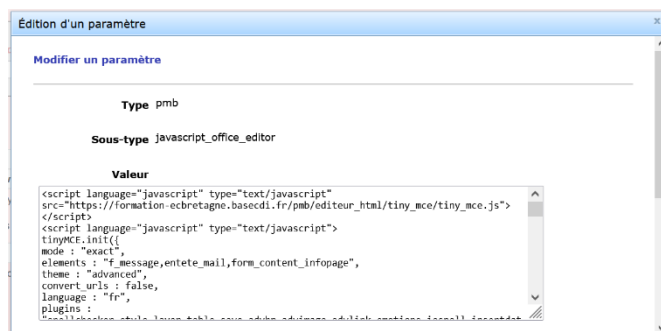 Édition d'un paramètre
x
Modifier un paramètre
Type pmb
Sous-type javascript_office_editor
Valeur
<script language="javascript" type="text/javascript"
src="https://formation-ecbretagne.basecdi.fr/pmb/editeur_html/tiny_mce/tiny_mce.js">
</script>
<script language="javascript" type="text/javascript">
tinyMCE.init({
mode : "exact",
elements : "f_message,entete_mail,form_content_infopage",
theme : "advanced",
convert_urls : false,
language : "fr",
plugins :